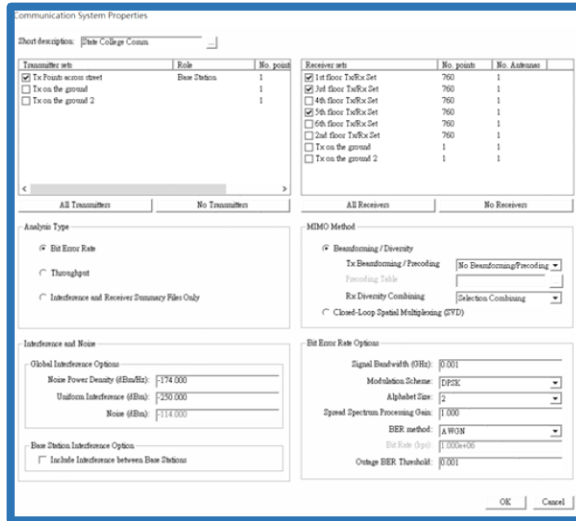 Communication System Properties
Short description: State College Comm ...
Transmitter sets Role No. point
Tx Points across street Base Station 1
Tx on the ground 1
Tx on the ground 2 1
All Transmitters No Transmitters
Receiver sets No. points No. Antennas
1st floor Tx/Rx Set 760 1
3rd floor Tx/Rx Set 760 1
4th floor Tx/Rx Set 760 1
5th floor Tx/Rx Set 760 1
6th floor Tx/Rx Set 760 1
2nd floor Tx/Rx Set 760 1
Tx on the ground 1 1
Tx on the ground 2 1 1
All Receivers No Receivers
Analysis Type
Bit Error Rate
Throughput
Interference and Receiver Summary Files Only
MIMO Method
Beamforming / Diversity
Tx Beamforming / Precoding No Beamforming/Precoding
Precoding Table
Rx Diversity Combining Selection Combining
Closed-Loop Spatial Multiplexing (SVD)
Interference and Noise
Global Interference Options
Noise Power Density (dBm/Hz): -174.000
Uniform Interference (dBm): -250.000
Noise (dBm): -114.000
Base Station Interference Option
Include Interference between Base Stations
Bit Error Rate Options
Signal Bandwidth (GHz): 0.001
Modulation Scheme: DPSK
Alphabet Size: 2
Spread Spectrum Processing Gain: 1.000
BER method: AWGN
Bit Rate (bps): 1.000e+06
Outage BER Threshold: 0.001
OK Cancel